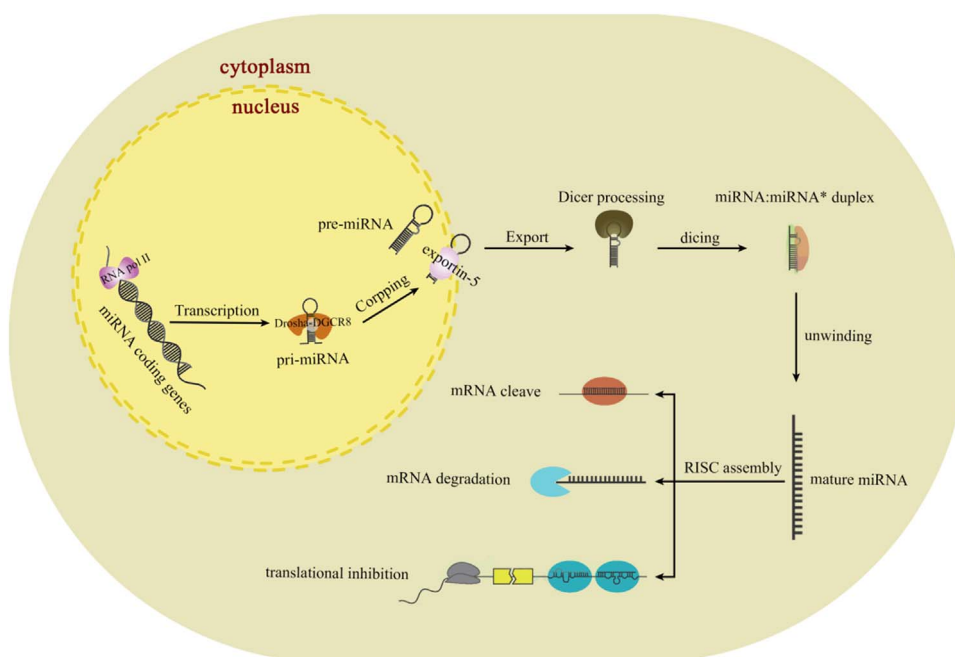 cytoplasm
nucleus
pre-miRNA
exportin-5
RNA pol II
miRNA coding genes
Transcription
Drosha-DGCR8
pri-miRNA
Corpping
Export
Dicer processing
dicing
miRNA:miRNA* duplex
unwinding
mature miRNA
RISC assembly
mRNA cleave
mRNA degradation
translational inhibition